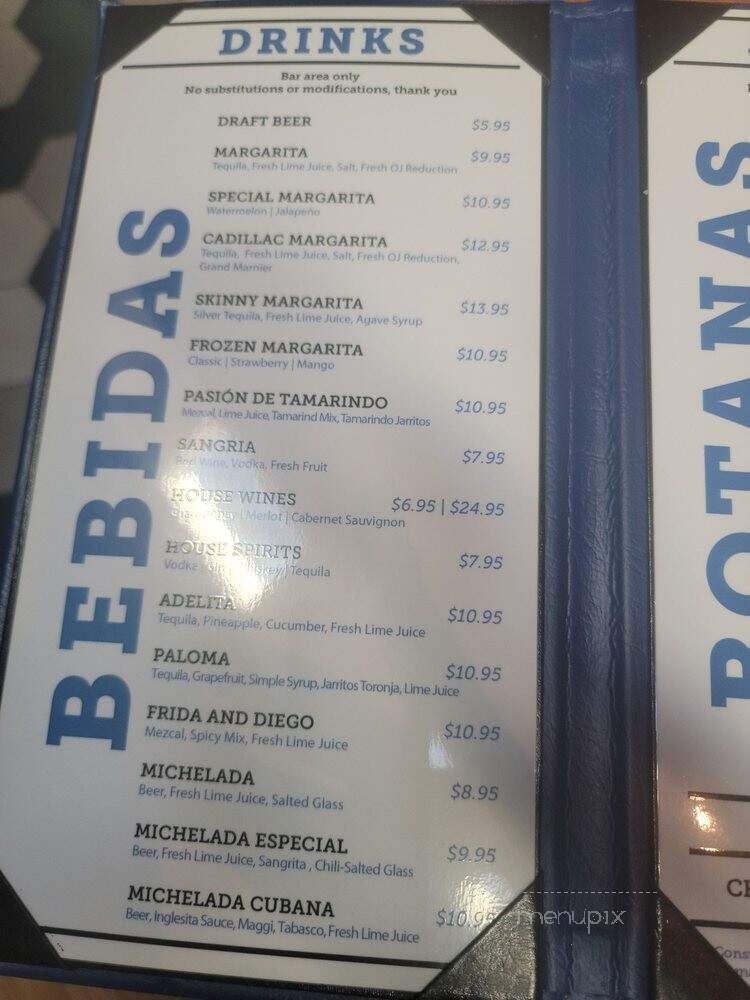 DRINKS
Bar area only
No substitutions or modifications, thank you
BEBIDAS
DRAFT BEER $5.95
MARGARITA $9.95
Tequila, Fresh Lime Juice, Salt, Fresh OJ Reduction
SPECIAL MARGARITA $10.95
Watermelon | Jalapeño
CADILLAC MARGARITA $12.95
Tequila, Fresh Lime Juice, Salt, Fresh OJ Reduction,
Grand Marnier
SKINNY MARGARITA $13.95
Silver Tequila, Fresh Lime Juice, Agave Syrup
FROZEN MARGARITA $10.95
Classic | Strawberry | Mango
PASIÓN DE TAMARINDO $10.95
Mezcal, Lime Juice, Tamarind Mix, Tamarindo Jarritos
SANGRIA $7.95
Red Wine, Vodka, Fresh Fruit
HOUSE WINES $6.95 | $24.95
Chardonnay | Merlot | Cabernet Sauvignon
HOUSE SPIRITS $7.95
Vodka | Gin | Whiskey | Tequila
ADELITA $10.95
Tequila, Pineapple, Cucumber, Fresh Lime Juice
PALOMA $10.95
Tequila, Grapefruit, Simple Syrup, Jarritos Toronja, Lime Juice
FRIDA AND DIEGO $10.95
Mezcal, Spicy Mix, Fresh Lime Juice
MICHELADA $8.95
Beer, Fresh Lime Juice, Salted Glass
MICHELADA ESPECIAL $9.95
Beer, Fresh Lime Juice, Sangrita , Chili-Salted Glass
MICHELADA CUBANA $10.95
Beer, Inglesita Sauce, Maggi, Tabasco, Fresh Lime Juice
menupix
BOTANAS